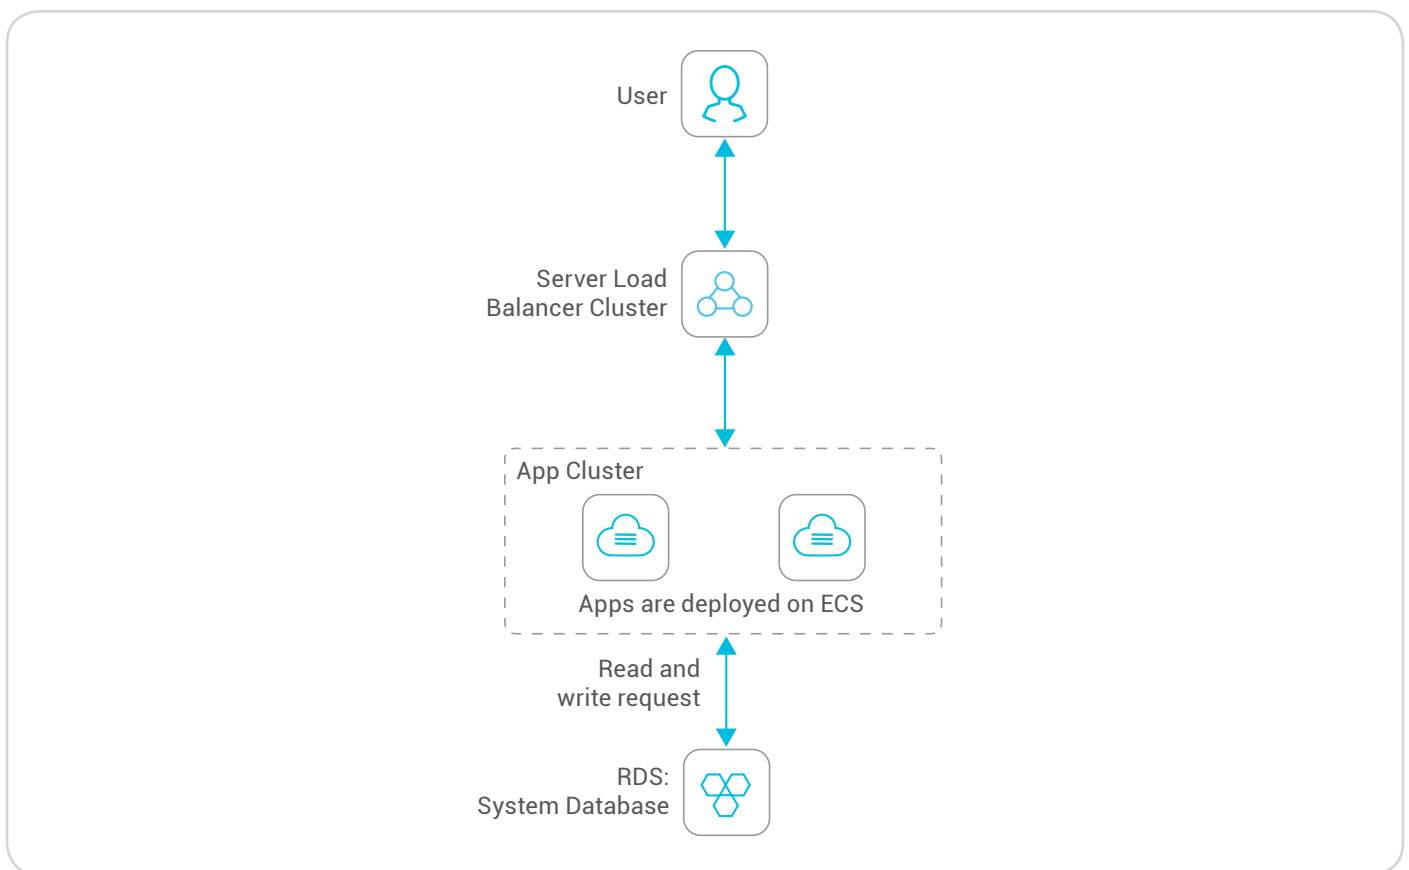 User
Server Load
Balancer Cluster
App Cluster
Apps are deployed on ECS
Read and
write request
RDS:
System Database